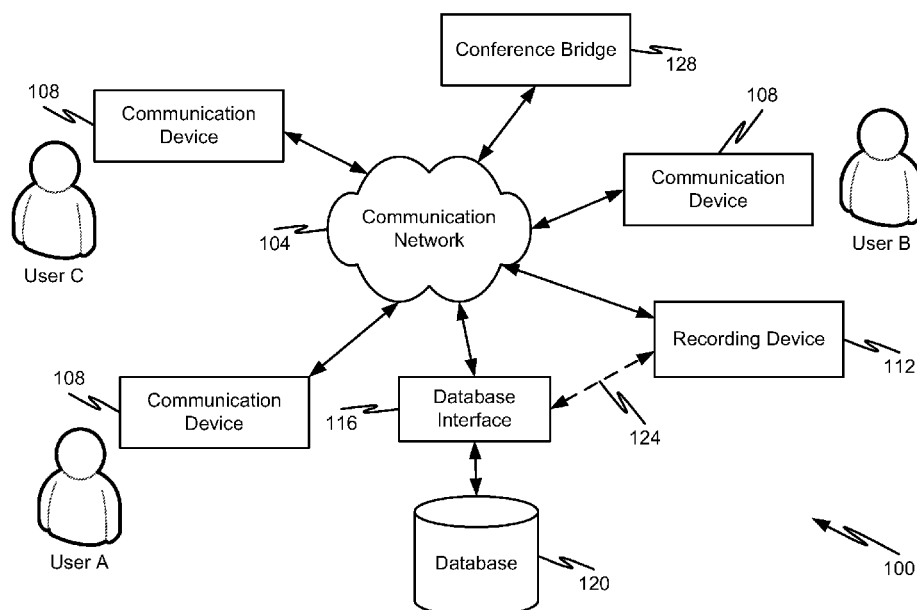 Conference Bridge
128
108
Communication
Device
108
Communication
Device
User C
Communication
Network
104
User B
Recording Device
112
108
Communication
Device
116
Database
Interface
124
User A
Database
120
100